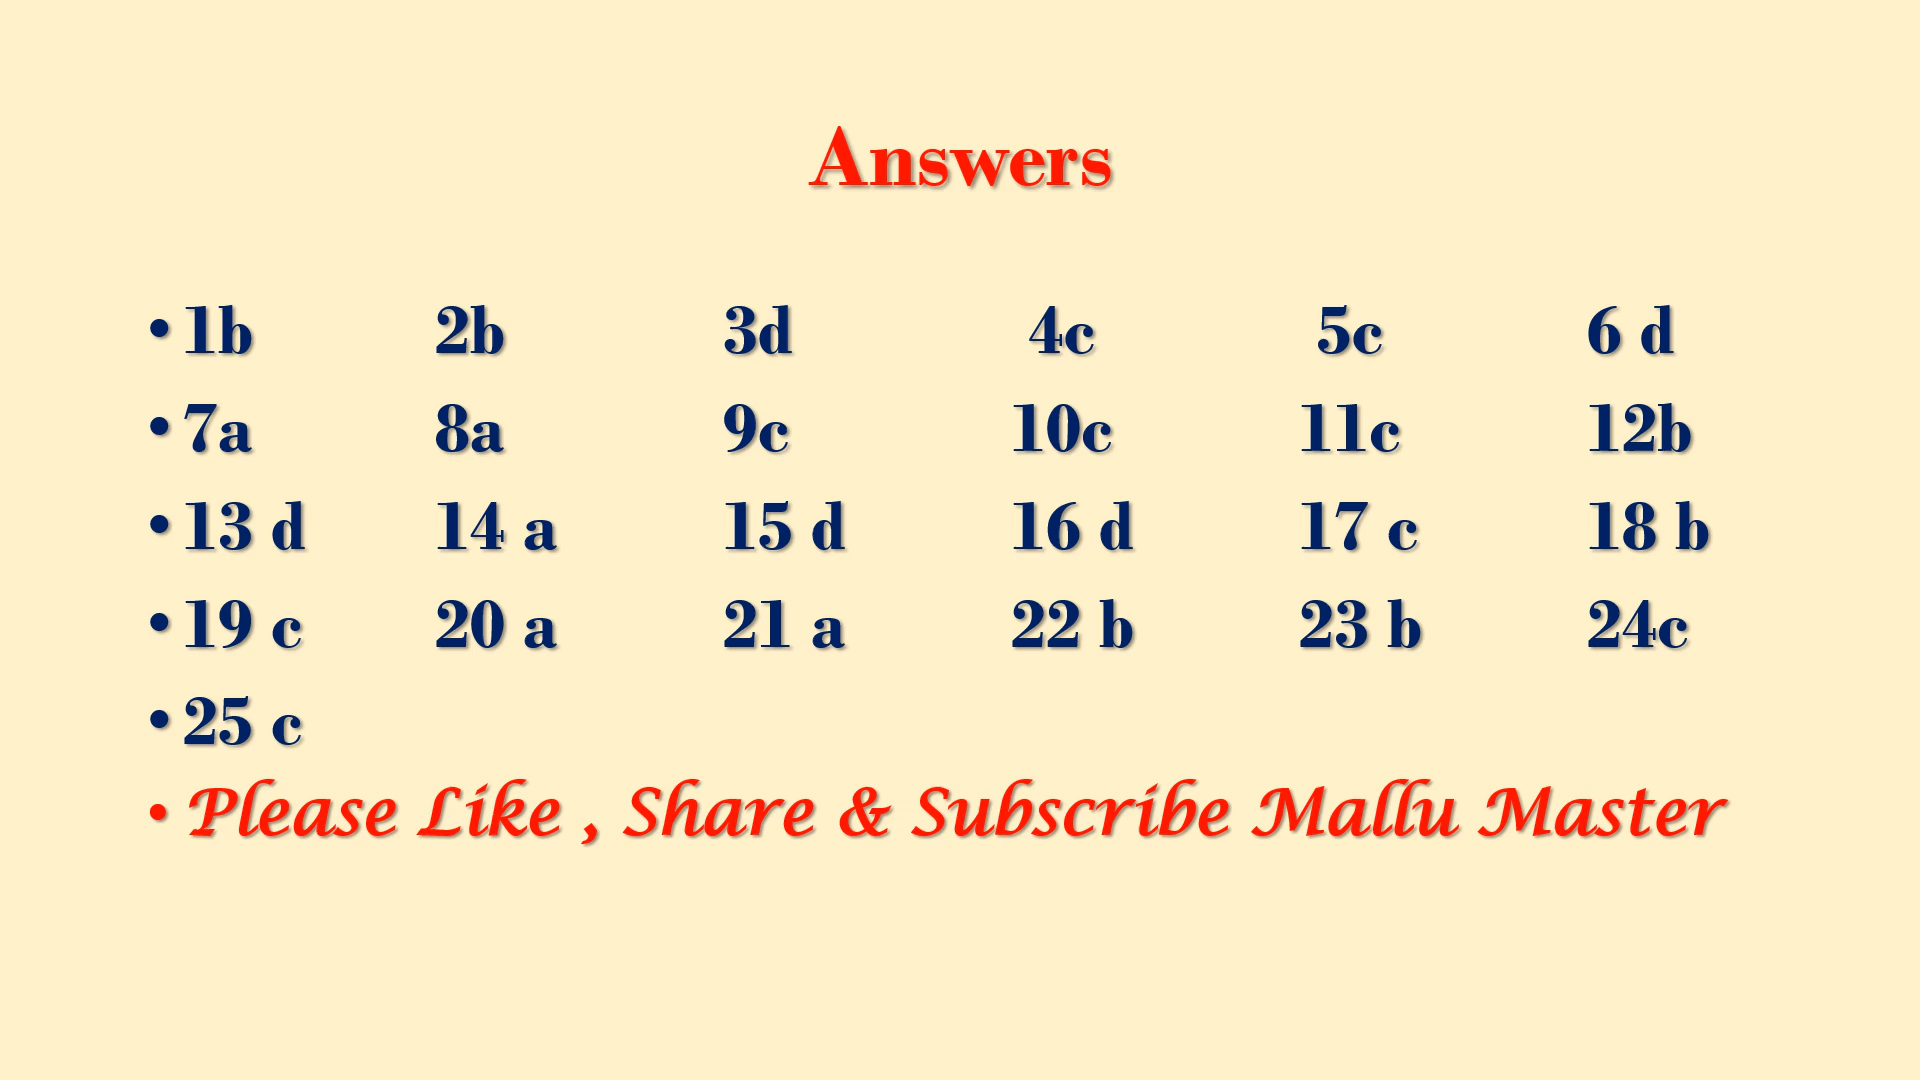 Answers
• 1b 2b 3d 4c 5c 6 d
• 7a 8a 9c 10c 11c 12b
• 13 d 14 a 15 d 16 d 17 c 18 b
• 19 c 20 a 21 a 22 b 23 b 24c
• 25 c
• Please Like , Share & Subscribe Mallu Master